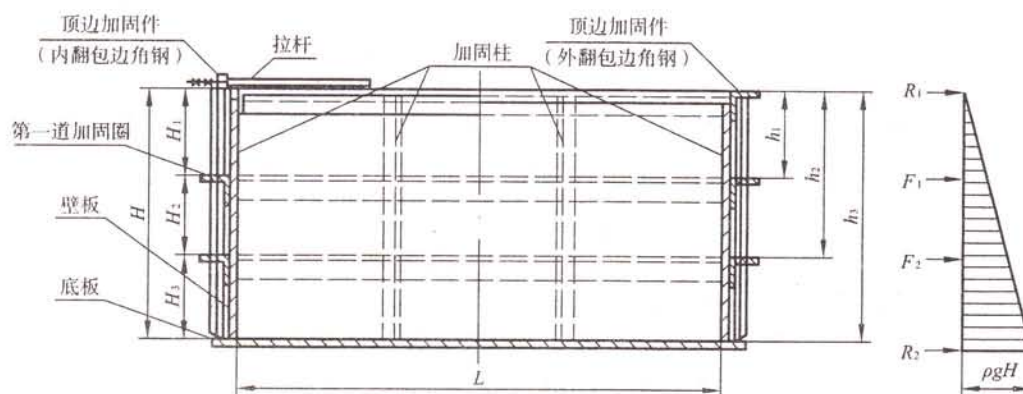 顶边加固件
(内翻包边角钢)
拉杆
加固柱
顶边加固件
(外翻包边角钢)
第一道加固圈
壁板
底板
H
H₁
H₂
H₃
h₁
h₂
h₃
L
R₁
F₁
F₂
R₂
ρgH